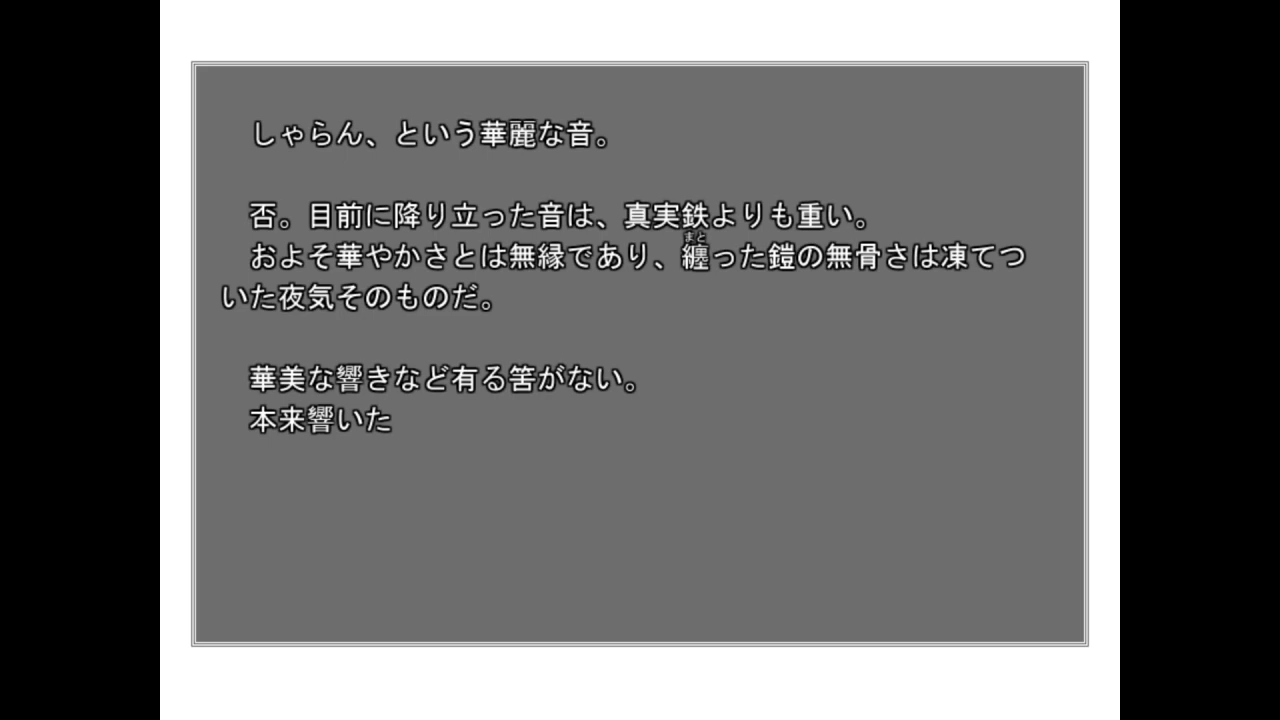 しゃらん、という華麗な音。
否。目前に降り立った音は、真実鉄よりも重い。
まと
およそ華やかさとは無縁であり、纏った鎧の無骨さは凍てつ
いた夜気そのものだ。
華美な響きなど有る筈がない。
本来響いた